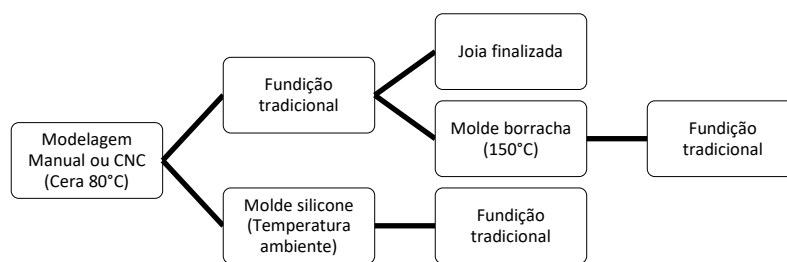 Modelagem
Manual ou CNC
(Cera 80°C)
Fundição
tradicional
Joia finalizada
Molde borracha
(150°C)
Fundição
tradicional
Molde silicone
(Temperatura
ambiente)
Fundição
tradicional